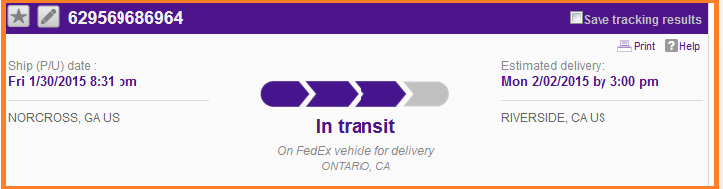 629569686964
Save tracking results
Print Help
Ship (P/U) date :
Fri 1/30/2015 8:31 pm
NORCROSS, GA US
In transit
On FedEx vehicle for delivery
ONTARIO, CA
Estimated delivery:
Mon 2/02/2015 by 3:00 pm
RIVERSIDE, CA US